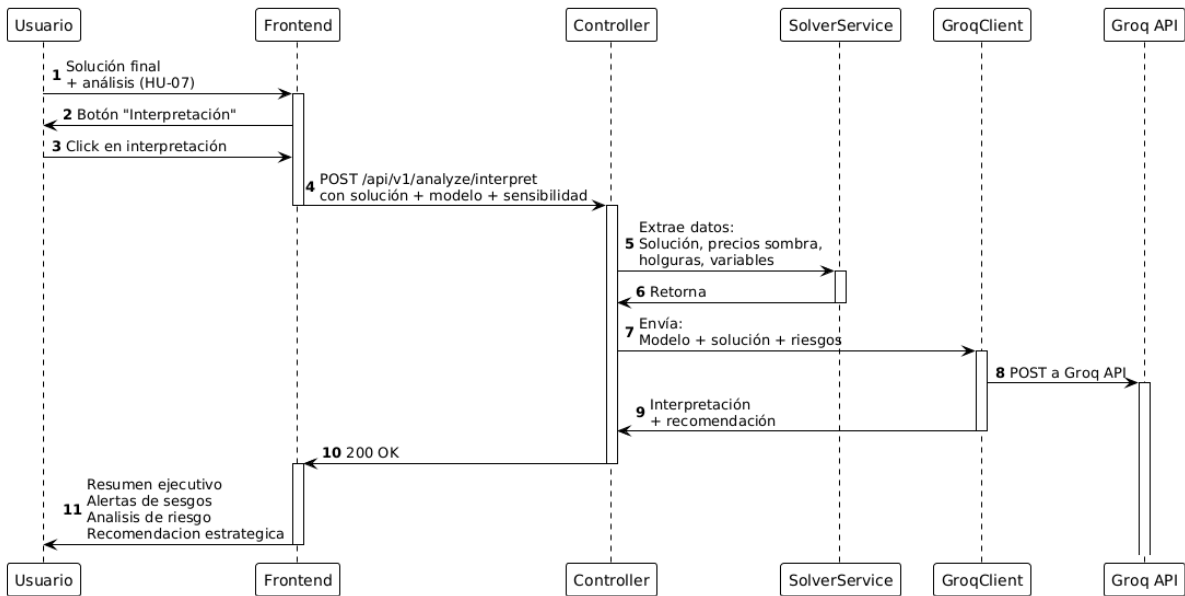 Usuario
Frontend
Controller
SolverService
GroqClient
Groq API
1 Solución final
+ análisis (HU-07)
2 Botón "Interpretación"
3 Click en interpretación
4 POST /api/v1/analyze/interpret
con solución + modelo + sensibilidad
5 Extrae datos:
Solución, precios sombra,
holguras, variables
6 Retorna
7 Envía:
Modelo + solución + riesgos
8 POST a Groq API
9 Interpretación
+ recomendación
10 200 OK
11 Resumen ejecutivo
Alertas de sesgos
Analisis de riesgo
Recomendacion estrategica
Usuario
Frontend
Controller
SolverService
GroqClient
Groq API